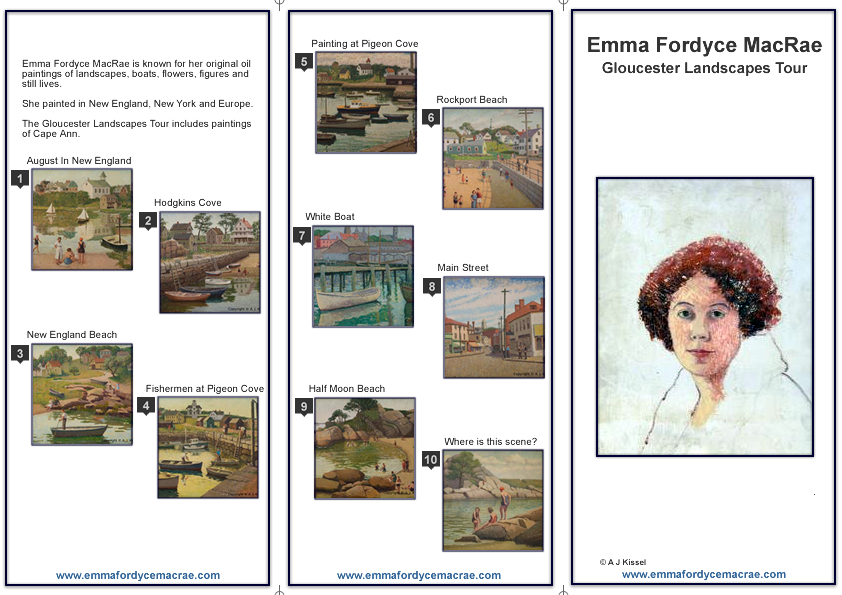 Emma Fordyce MacRae is known for her original oil
paintings of landscapes, boats, flowers, figures and
still lives.
She painted in New England, New York and Europe.
The Gloucester Landscapes Tour includes paintings
of Cape Ann.
August In New England
1
Hodgkins Cove
2
New England Beach
3
Fishermen at Pigeon Cove
4
www.emmafordycemacrae.com
Painting at Pigeon Cove
5
Rockport Beach
6
White Boat
7
Main Street
8
Half Moon Beach
9
Where is this scene?
10
www.emmafordycemacrae.com
Emma Fordyce MacRae
Gloucester Landscapes Tour
© A J Kissel
www.emmafordycemacrae.com